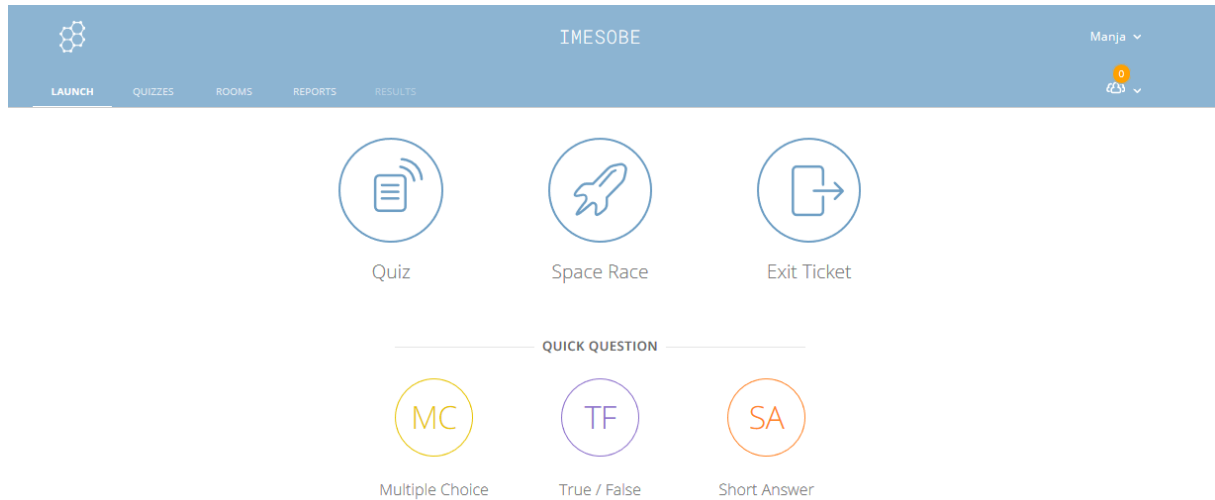 IMESOBE
Manja
0
LAUNCH QUIZZES ROOMS REPORTS RESULTS
Quiz Space Race Exit Ticket
QUICK QUESTION
MC TF SA
Multiple Choice True / False Short Answer